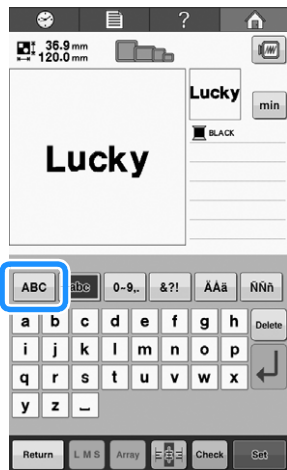 ?
36.9 mm
120.0 mm
Lucky
min
BLACK
Lucky
ABC abc 0~9,. &?! ÄÅä ÑÑñ
a b c d e f g h Delete
i j k l m n o p
q r s t u v w x
y z ⎵
Return L M S Array Check Set